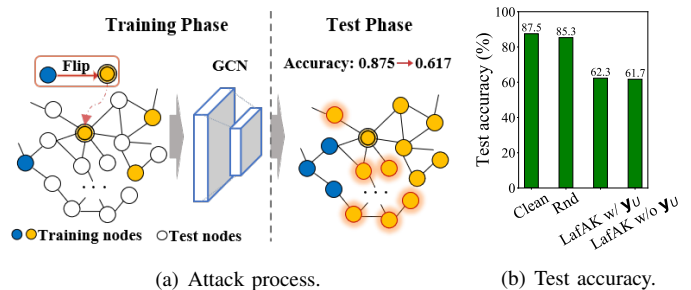 Training Phase
Test Phase
Flip
GCN
Accuracy: 0.875→0.617
...
...
Training nodes
Test nodes
(a) Attack process.
Test accuracy (%)
100
80
60
40
20
0
87.5
85.3
62.3
61.7
Clean
Rnd
LafAK w/ yU
LafAK w/o yU
(b) Test accuracy.